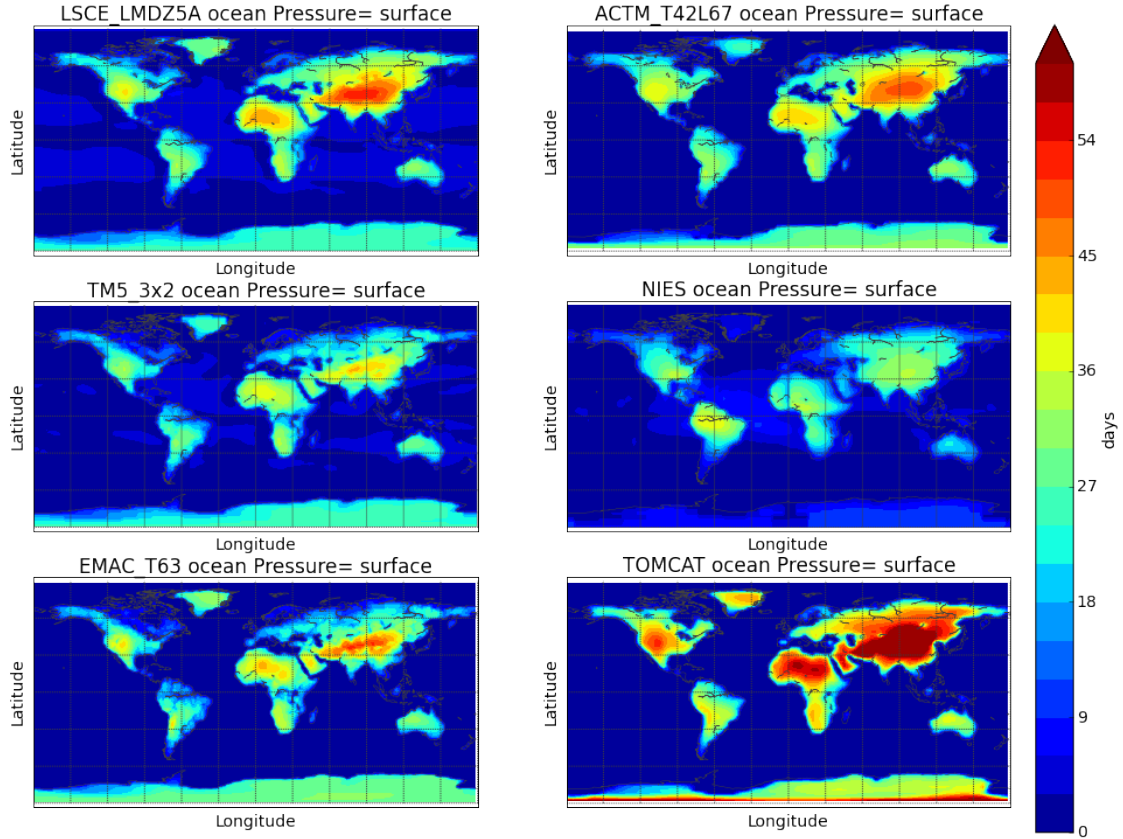 LSCE_LMDZ5A ocean Pressure= surface
ACTM_T42L67 ocean Pressure= surface
Latitude
Latitude
Longitude
Longitude
TM5_3x2 ocean Pressure= surface
NIES ocean Pressure= surface
Latitude
Latitude
Longitude
Longitude
EMAC_T63 ocean Pressure= surface
TOMCAT ocean Pressure= surface
Latitude
Latitude
Longitude
Longitude
54
45
36
27
18
9
0
days